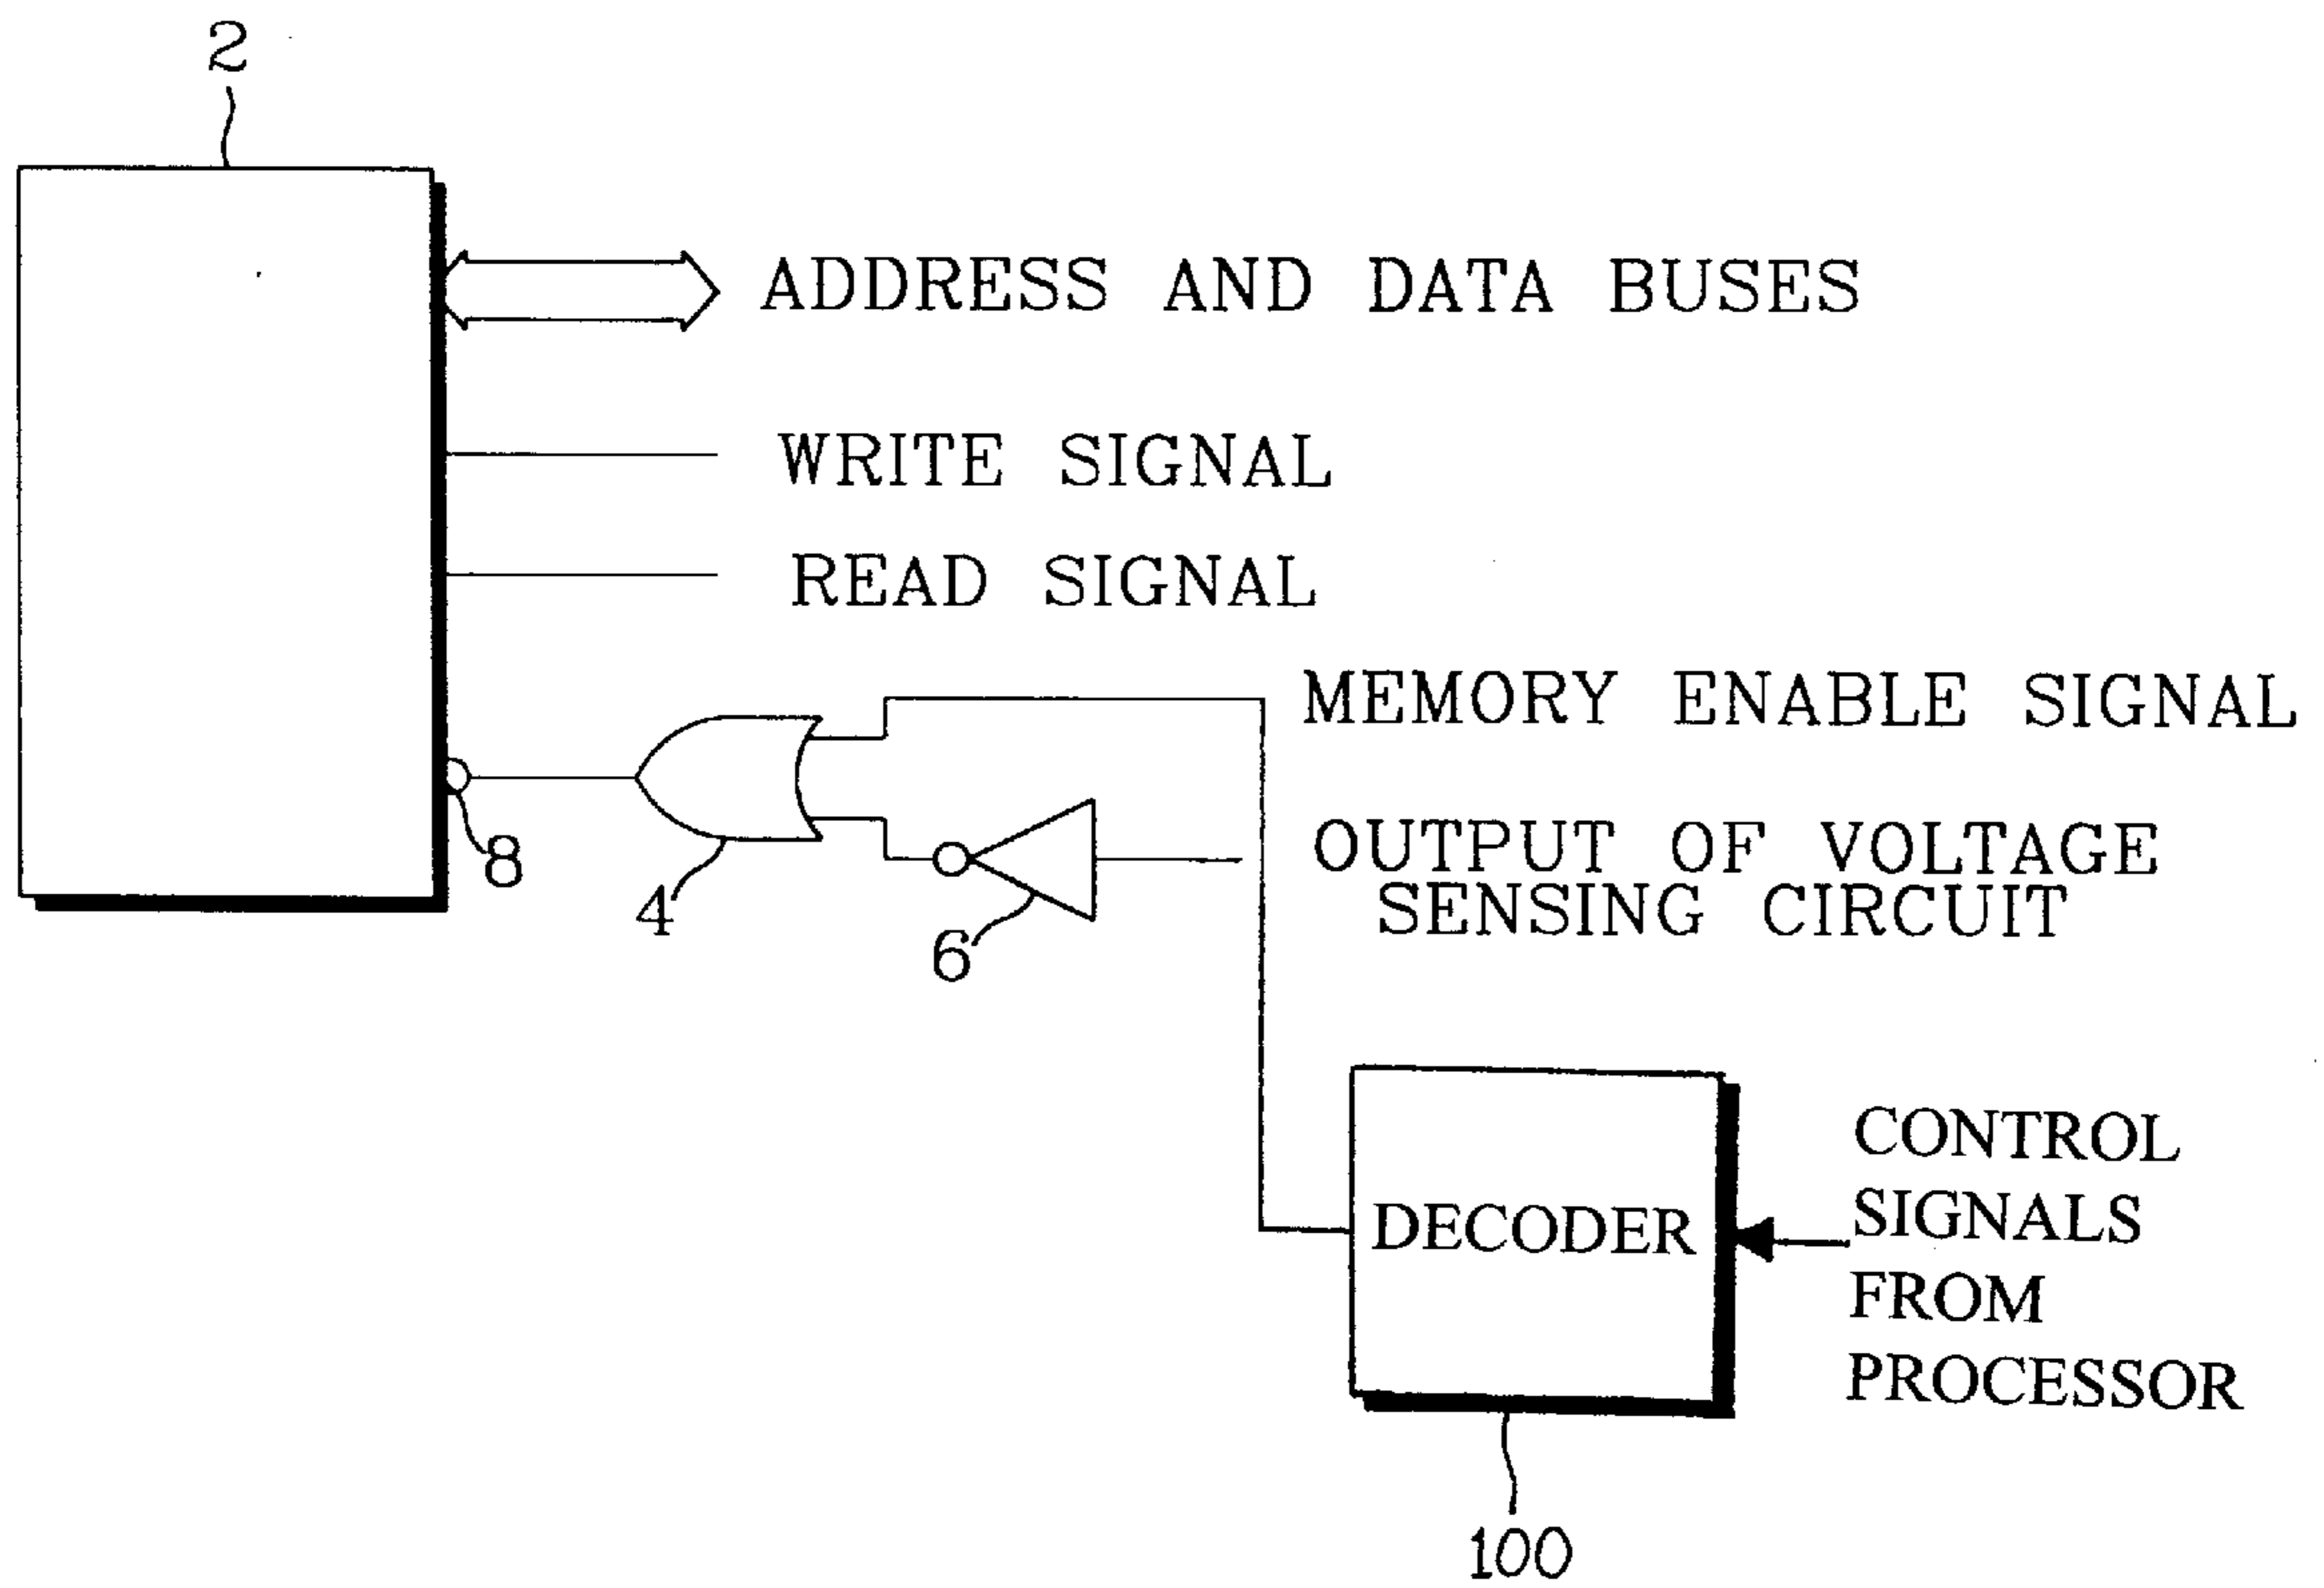 2
ADDRESS AND DATA BUSES
WRITE SIGNAL
READ SIGNAL
MEMORY ENABLE SIGNAL
OUTPUT OF VOLTAGE
SENSING CIRCUIT
8
4
6
DECODER
CONTROL
SIGNALS
FROM
PROCESSOR
100